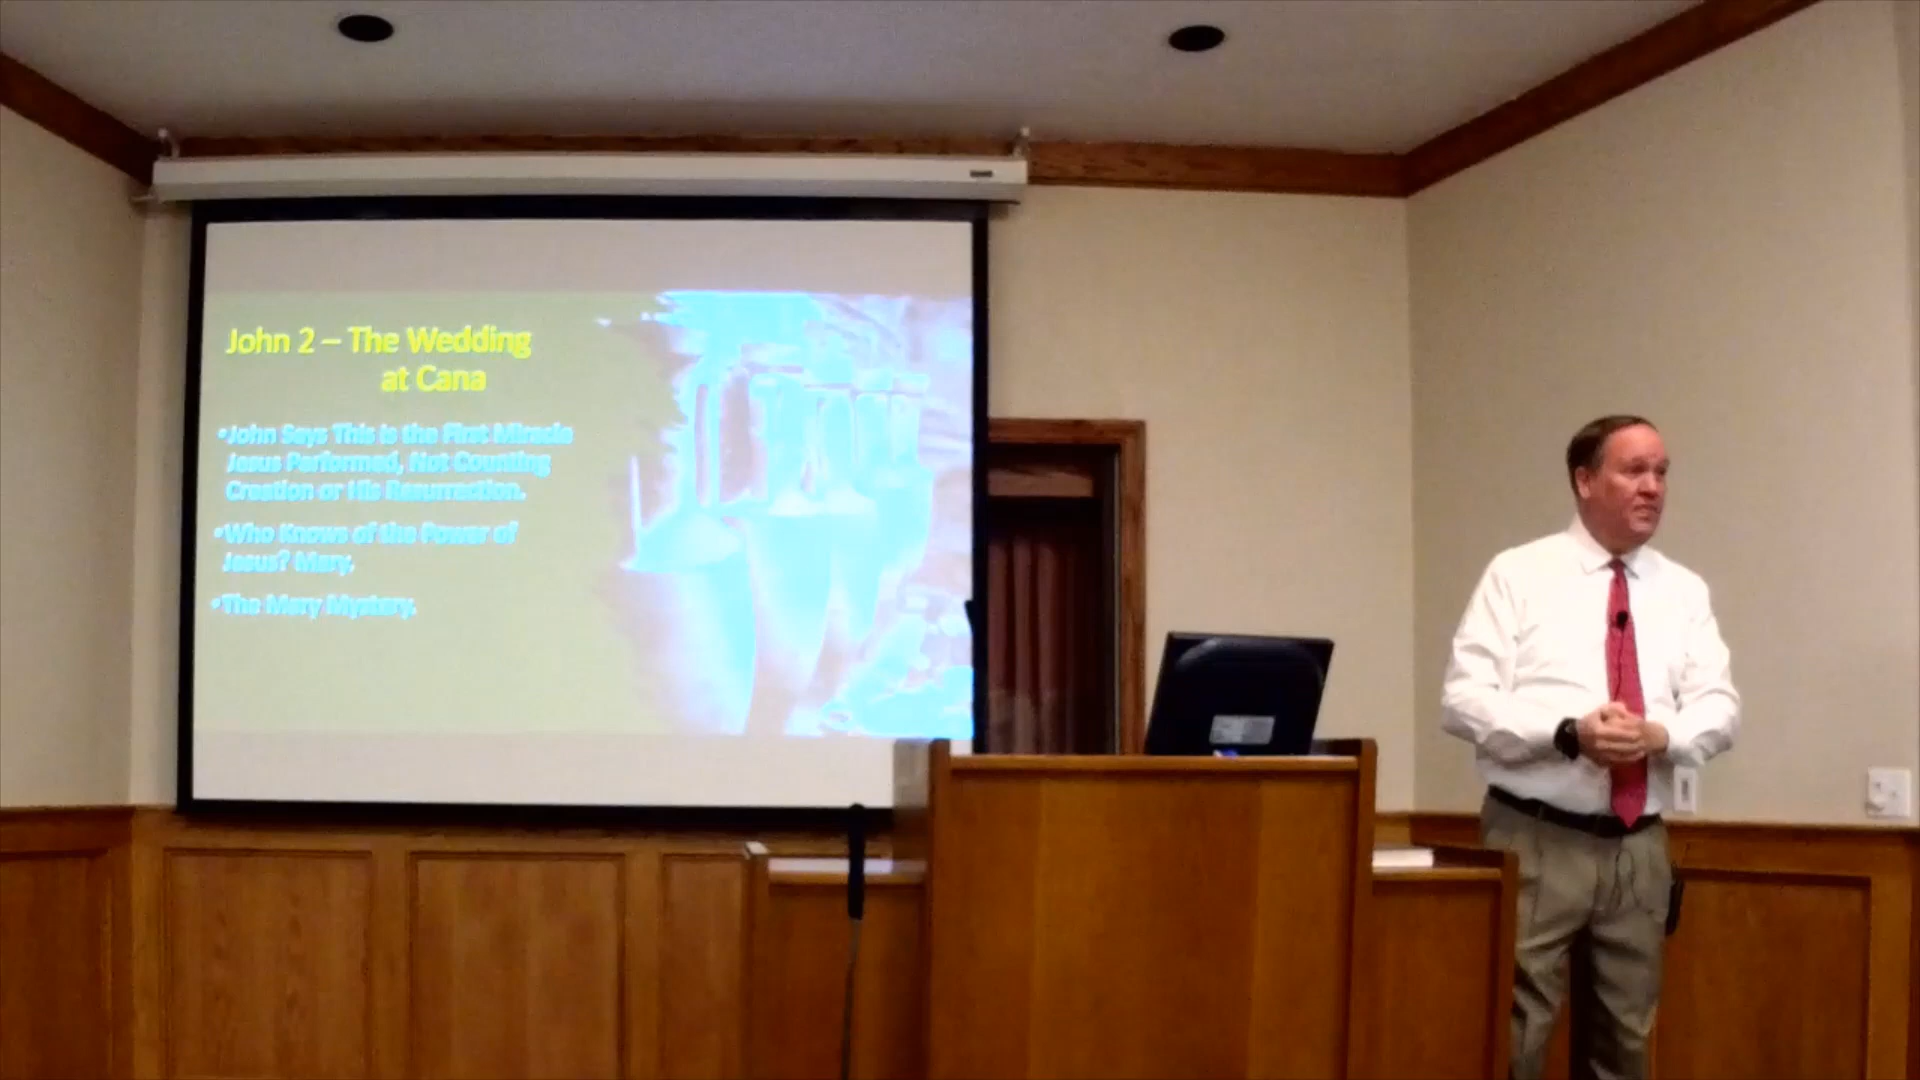 John 2 – The Wedding
at Cana
•John Says This is the First Miracle
Jesus Performed, Not Counting
Creation or His Resurrection.
•Who Knows of the Power of
Jesus? Mary.
•The Mary Mystery.